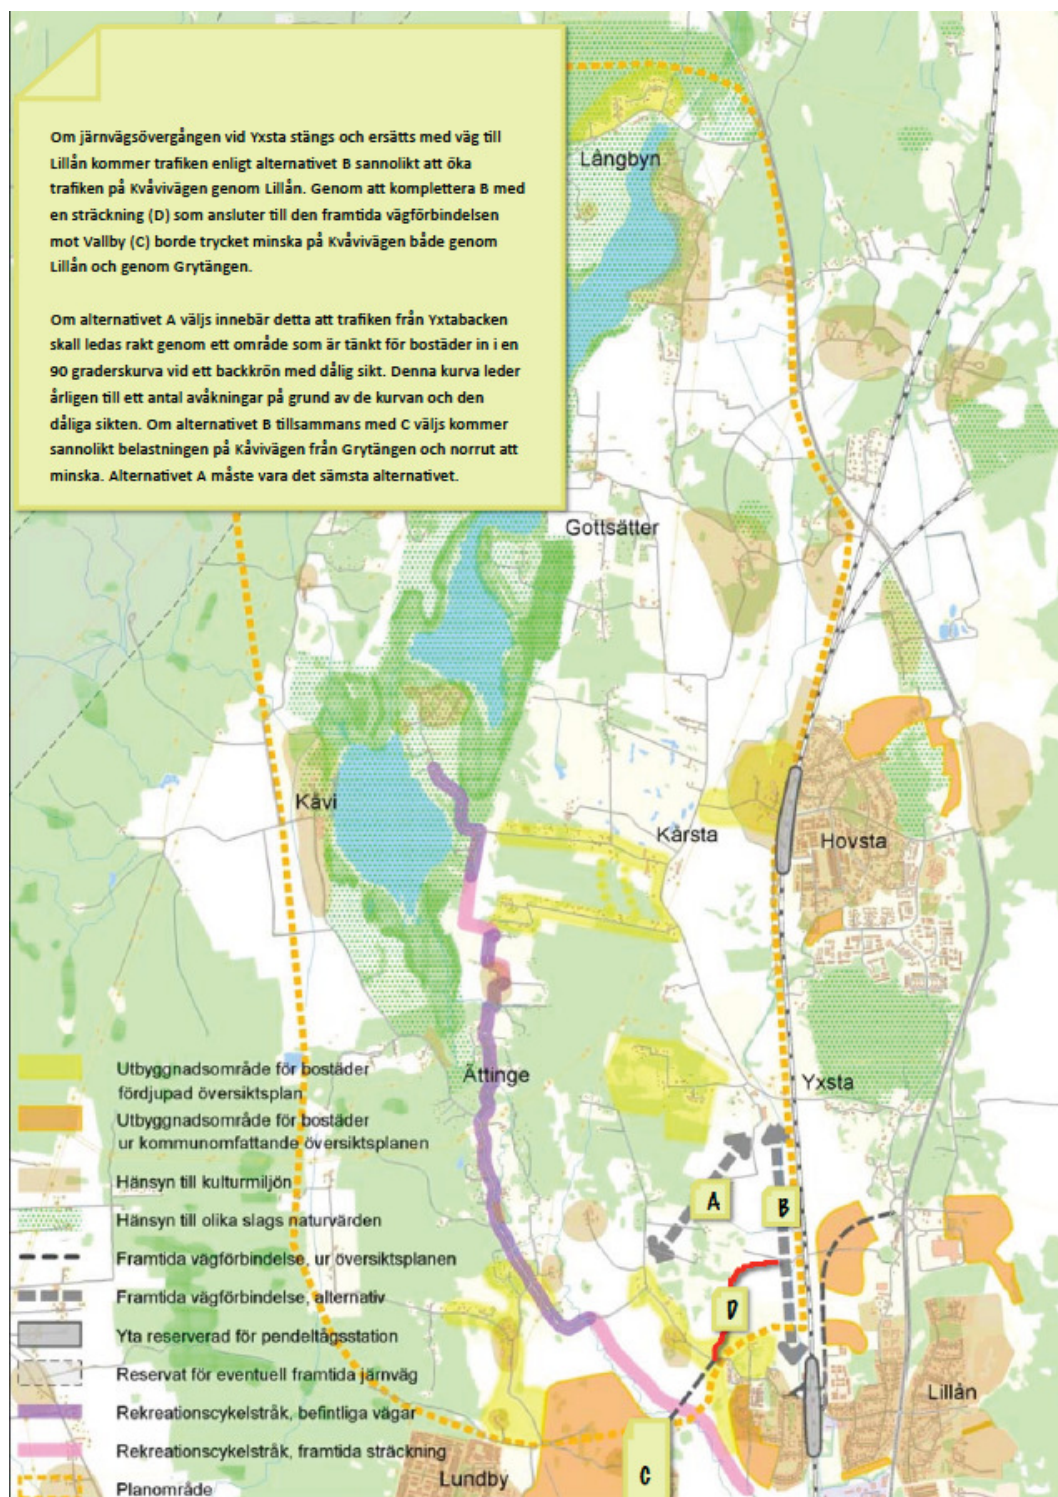 Om järnvägsövergången vid Yxsta stängs och ersätts med väg till
Lillån kommer trafiken enligt alternativet B sannolikt att öka
trafiken på Kvåvivägen genom Lillån. Genom att komplettera B med
en sträckning (D) som ansluter till den framtida vägförbindelsen
mot Vallby (C) borde trycket minska på Kvåvivägen både genom
Lillån och genom Grytängen.
Om alternativet A väljs innebär detta att trafiken från Yxtabacken
skall ledas rakt genom ett område som är tänkt för bostäder in i en
90 graderskurva vid ett backkrön med dålig sikt. Denna kurva leder
årligen till ett antal avåkningar på grund av de kurvan och den
dåliga sikten. Om alternativet B tillsammans med C väljs kommer
sannolikt belastningen på Kåvivägen från Grytängen och norrut att
minska. Alternativet A måste vara det sämsta alternativet.
Långbyn
Gottsätter
Kåvi
Kårsta
Hovsta
Ättinge
Yxsta
A
B
D
C
Lillån
Lundby
Utbyggnadsområde för bostäder
fördjupad översiktsplan
Utbyggnadsområde för bostäder
ur kommunomfattande översiktsplanen
Hänsyn till kulturmiljön
Hänsyn till olika slags naturvärden
Framtida vägförbindelse, ur översiktsplanen
Framtida vägförbindelse, alternativ
Yta reserverad för pendeltågsstation
Reservat för eventuell framtida järnväg
Rekreationscykelstråk, befintliga vägar
Rekreationscykelstråk, framtida sträckning
Planområde